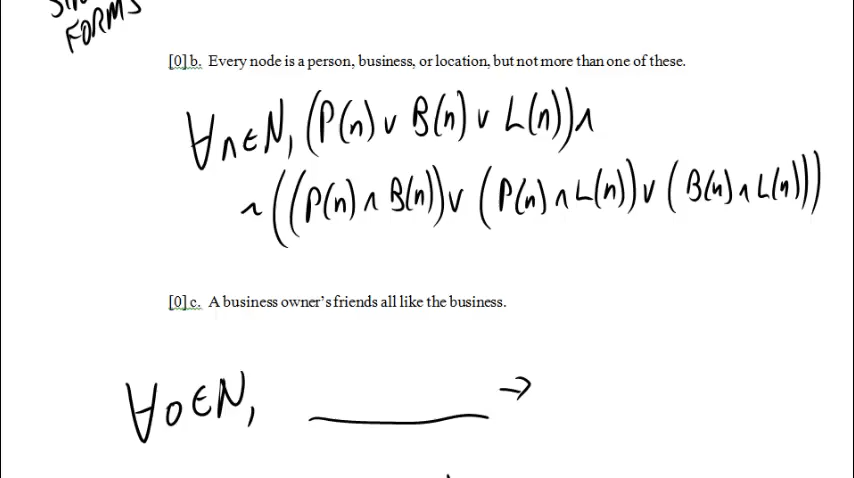 FORMS
[0]b. Every node is a person, business, or location, but not more than one of these.
∀n∈N, (P(n) ∨ B(n) ∨ L(n)) ∧
~((P(n) ∧ B(n)) ∨ (P(n) ∧ L(n)) ∨ (B(n) ∧ L(n)))
[0]c. A business owner's friends all like the business.
∀o∈N, ______ →